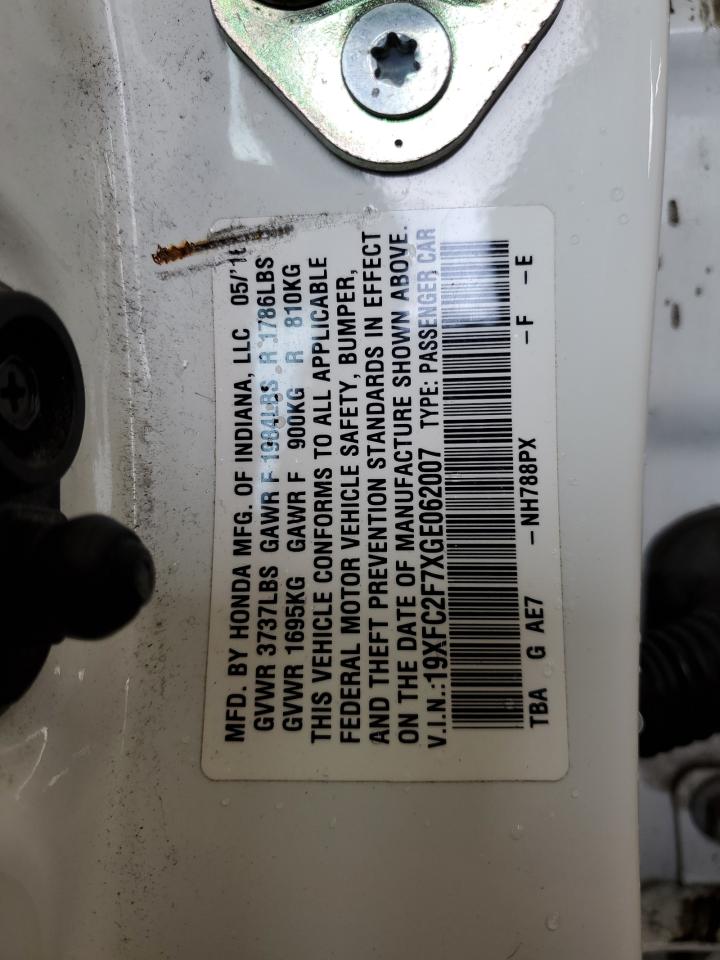 MFD. BY HONDA MFG. OF INDIANA, LLC
GVWR 3737LBS GAWR F 1984LBS R 1786LBS
GVWR 1695KG GAWR F 900KG R 810KG
THIS VEHICLE CONFORMS TO ALL APPLICABLE
FEDERAL MOTOR VEHICLE SAFETY, BUMPER,
AND THEFT PREVENTION STANDARDS IN EFFECT
ON THE DATE OF MANUFACTURE SHOWN ABOVE.
V.I.N.:19XFC2F7XGE062007 TYPE: PASSENGER CAR
TBA G AE7 -NH788PX -F -E